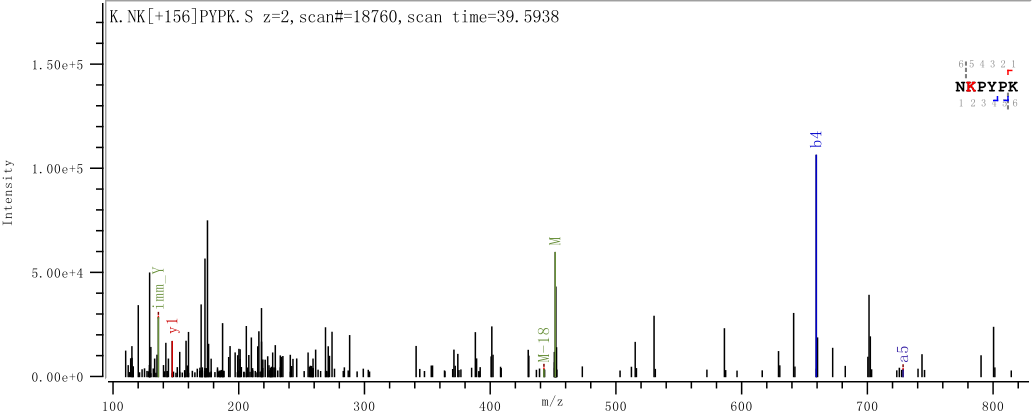 K.NK[+156]PYPK.S z=2,scan#=18760,scan time=39.5938
1.50e+5
1.00e+5
5.00e+4
0.00e+0
Intensity
imm_Y
y1
M-18
M
b4
a5
6 5 4 3 2 1
NKPYPK
1 2 3 4 5 6
100 200 300 400 500 600 700 800
m/z